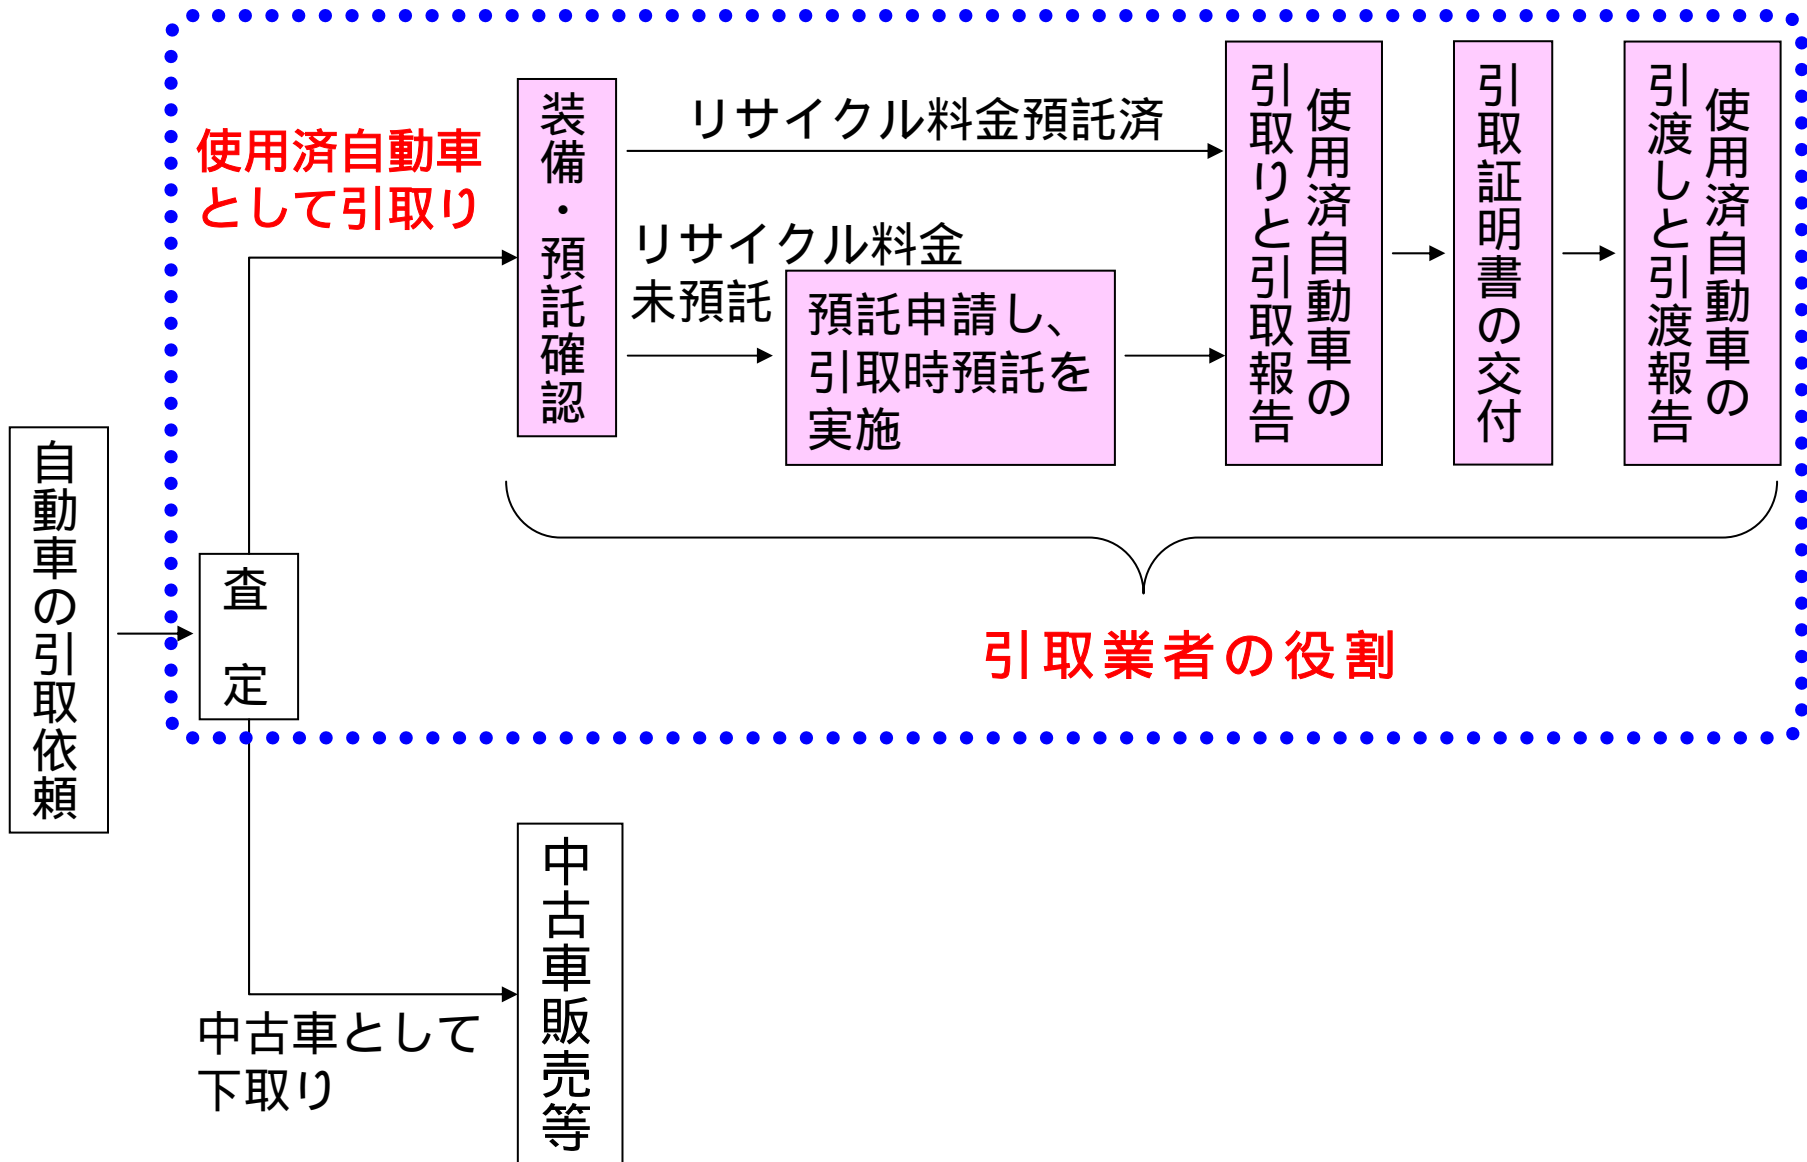 自動車の引取依頼
査定
使用済自動車
として引取り
装備・預託確認
リサイクル料金預託済
リサイクル料金
未預託
預託申請し、
引取時預託を
実施
使用済自動車の
引取りと引取報告
引取証明書の交付
使用済自動車の
引渡しと引渡報告
引取業者の役割
中古車として
下取り
中古車販売等